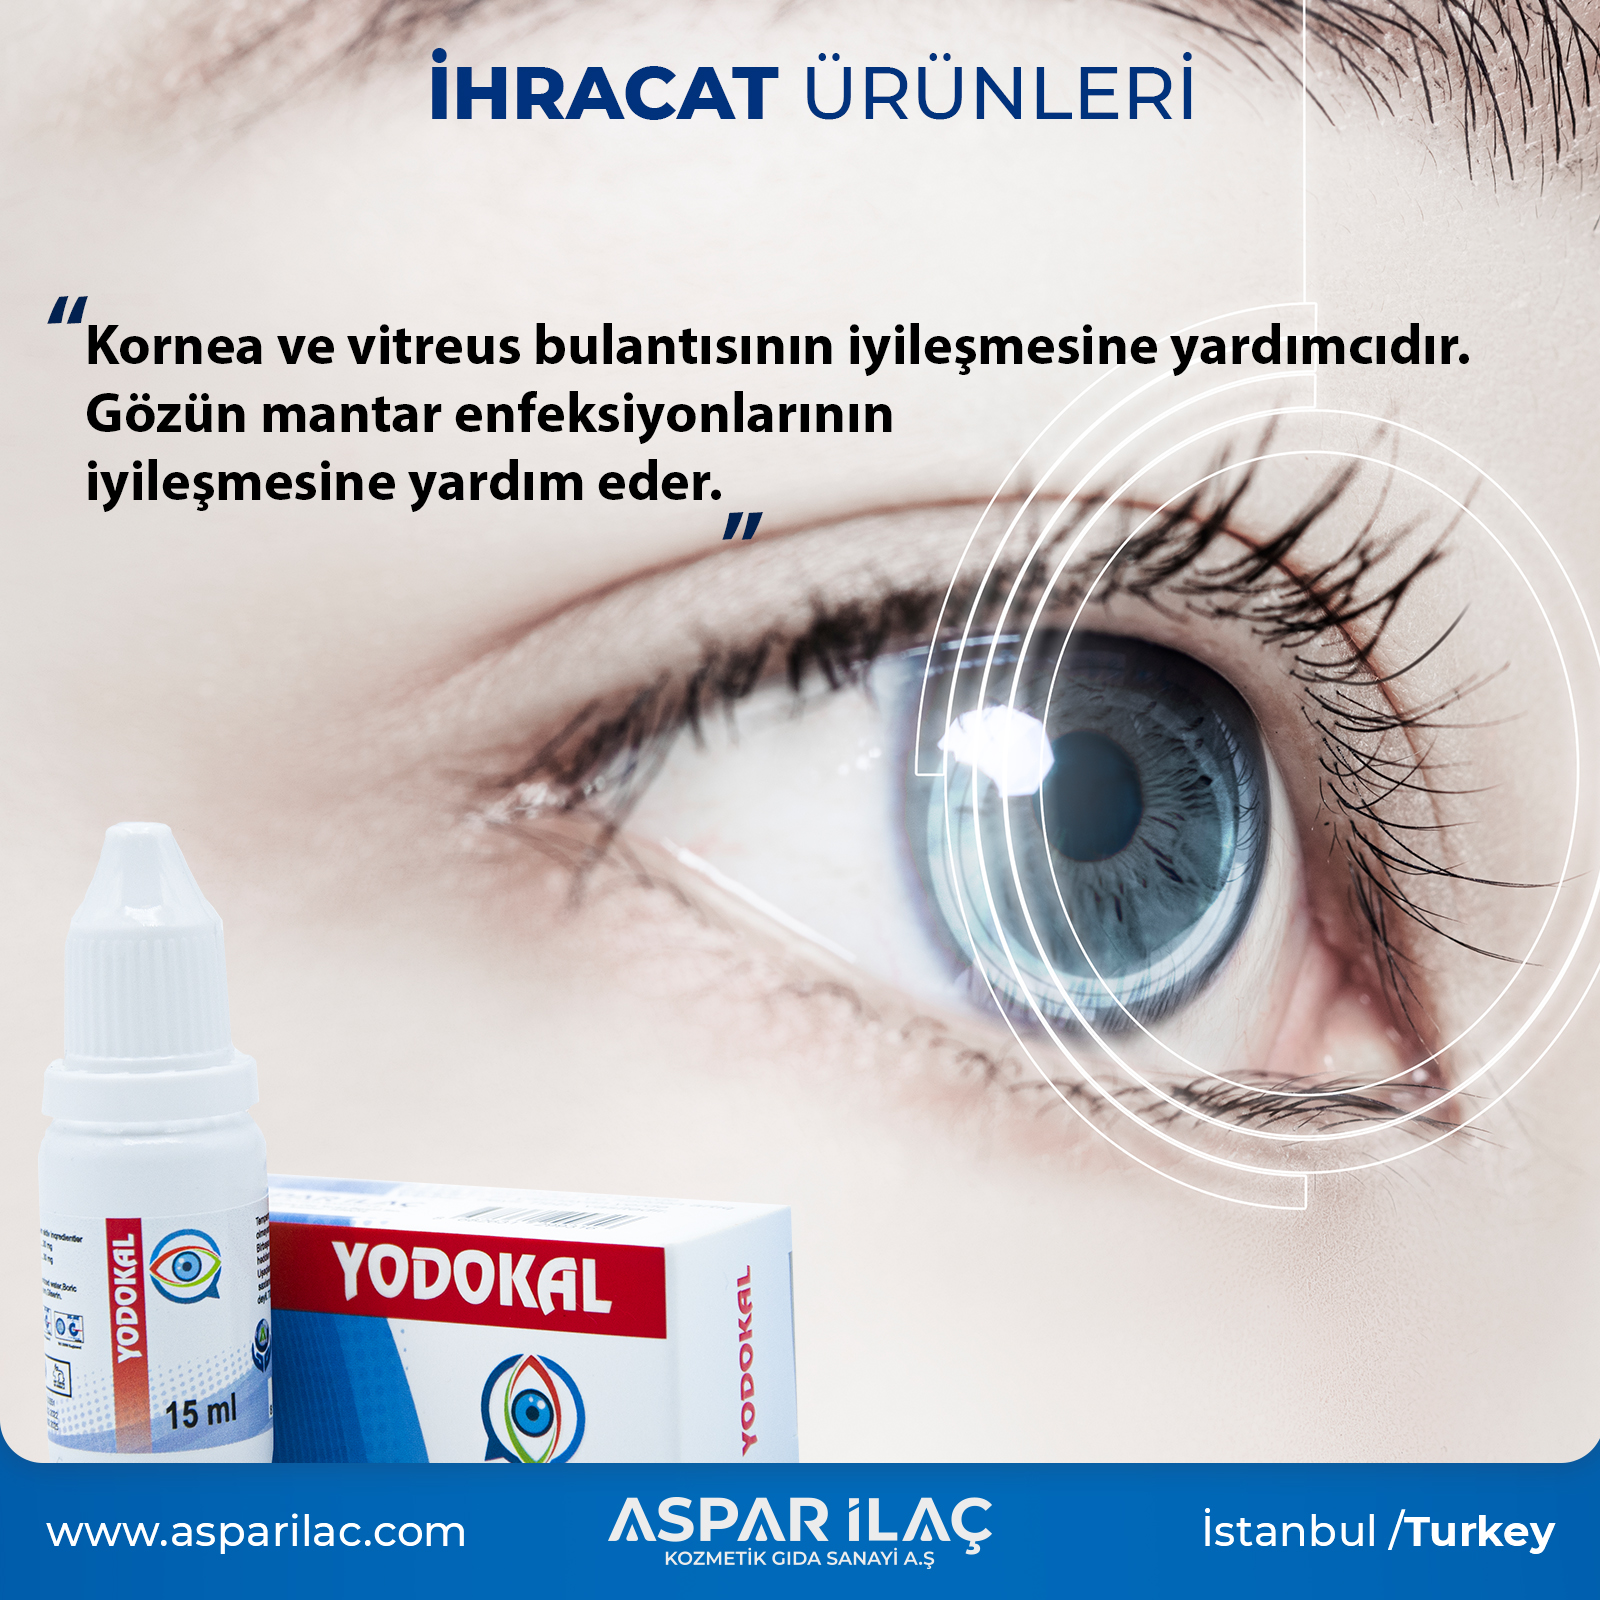 İHRACAT ÜRÜNLERİ
“Kornea ve vitreus bulantısının iyileşmesine yardımcıdır.
Gözün mantar enfeksiyonlarının
iyileşmesine yardım eder.”
YODOKAL
15 ml
YODOKAL
YODOKAL
www.asparilac.com
ASPAR İLAÇ
KOZMETİK GIDA SANAYİ A.Ş
İstanbul /Turkey